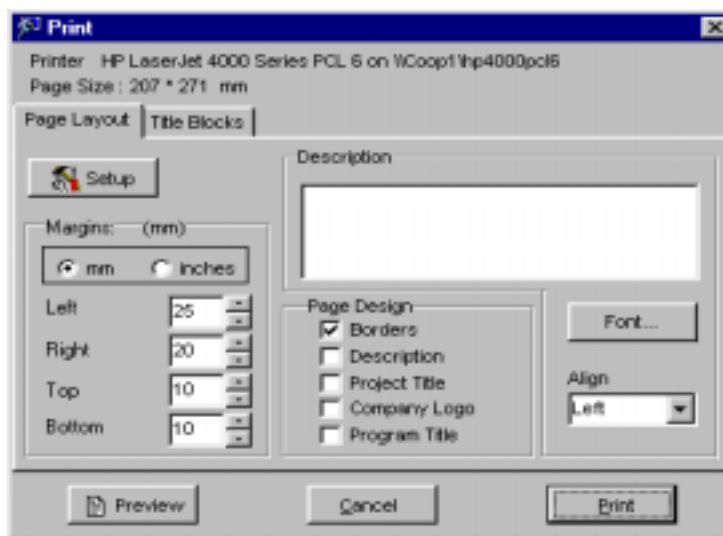 Print
Printer HP LaserJet 4000 Series PCL 6 on \\Coop1\hp4000pcl6
Page Size : 207 * 271 mm
Page Layout Title Blocks
Setup
Description
Margins: (mm)
mm inches
Left 25
Right 20
Top 10
Bottom 10
Page Design
Borders
Description
Project Title
Company Logo
Program Title
Font...
Align
Left
Preview Cancel Print